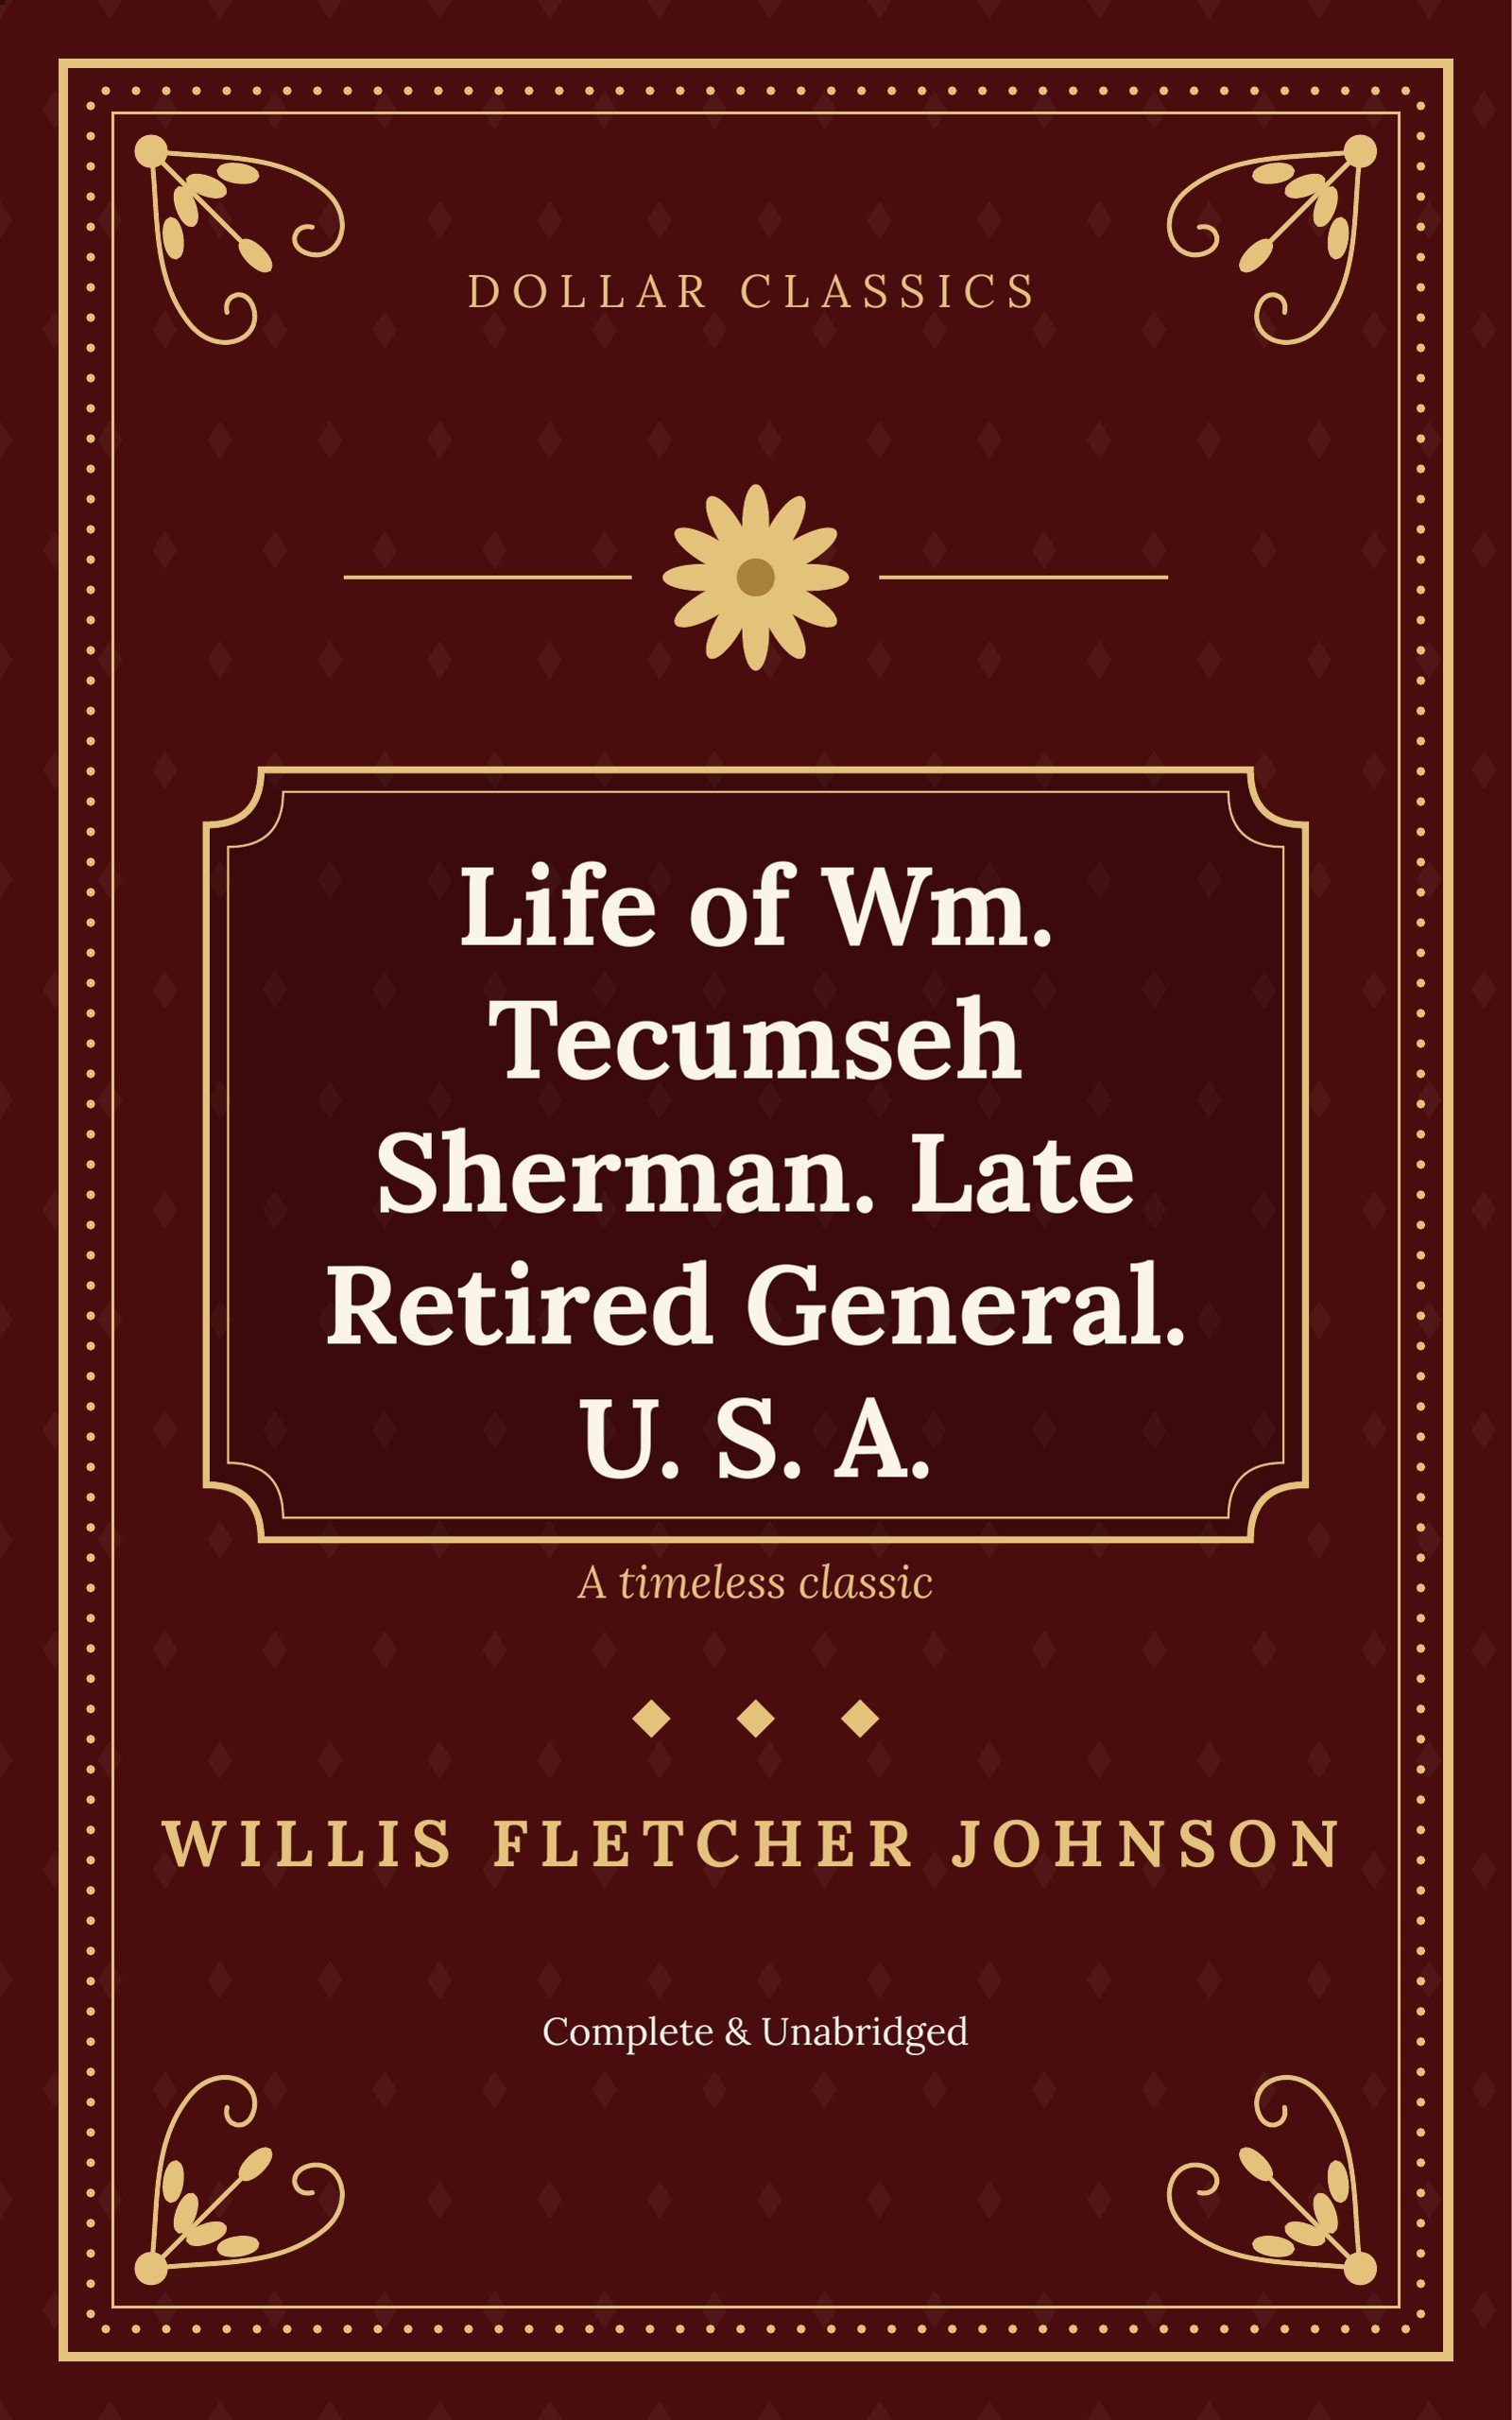 DOLLAR CLASSICS
Life of Wm.
Tecumseh
Sherman. Late
Retired General.
U. S. A.
A timeless classic
WILLIS FLETCHER JOHNSON
Complete & Unabridged